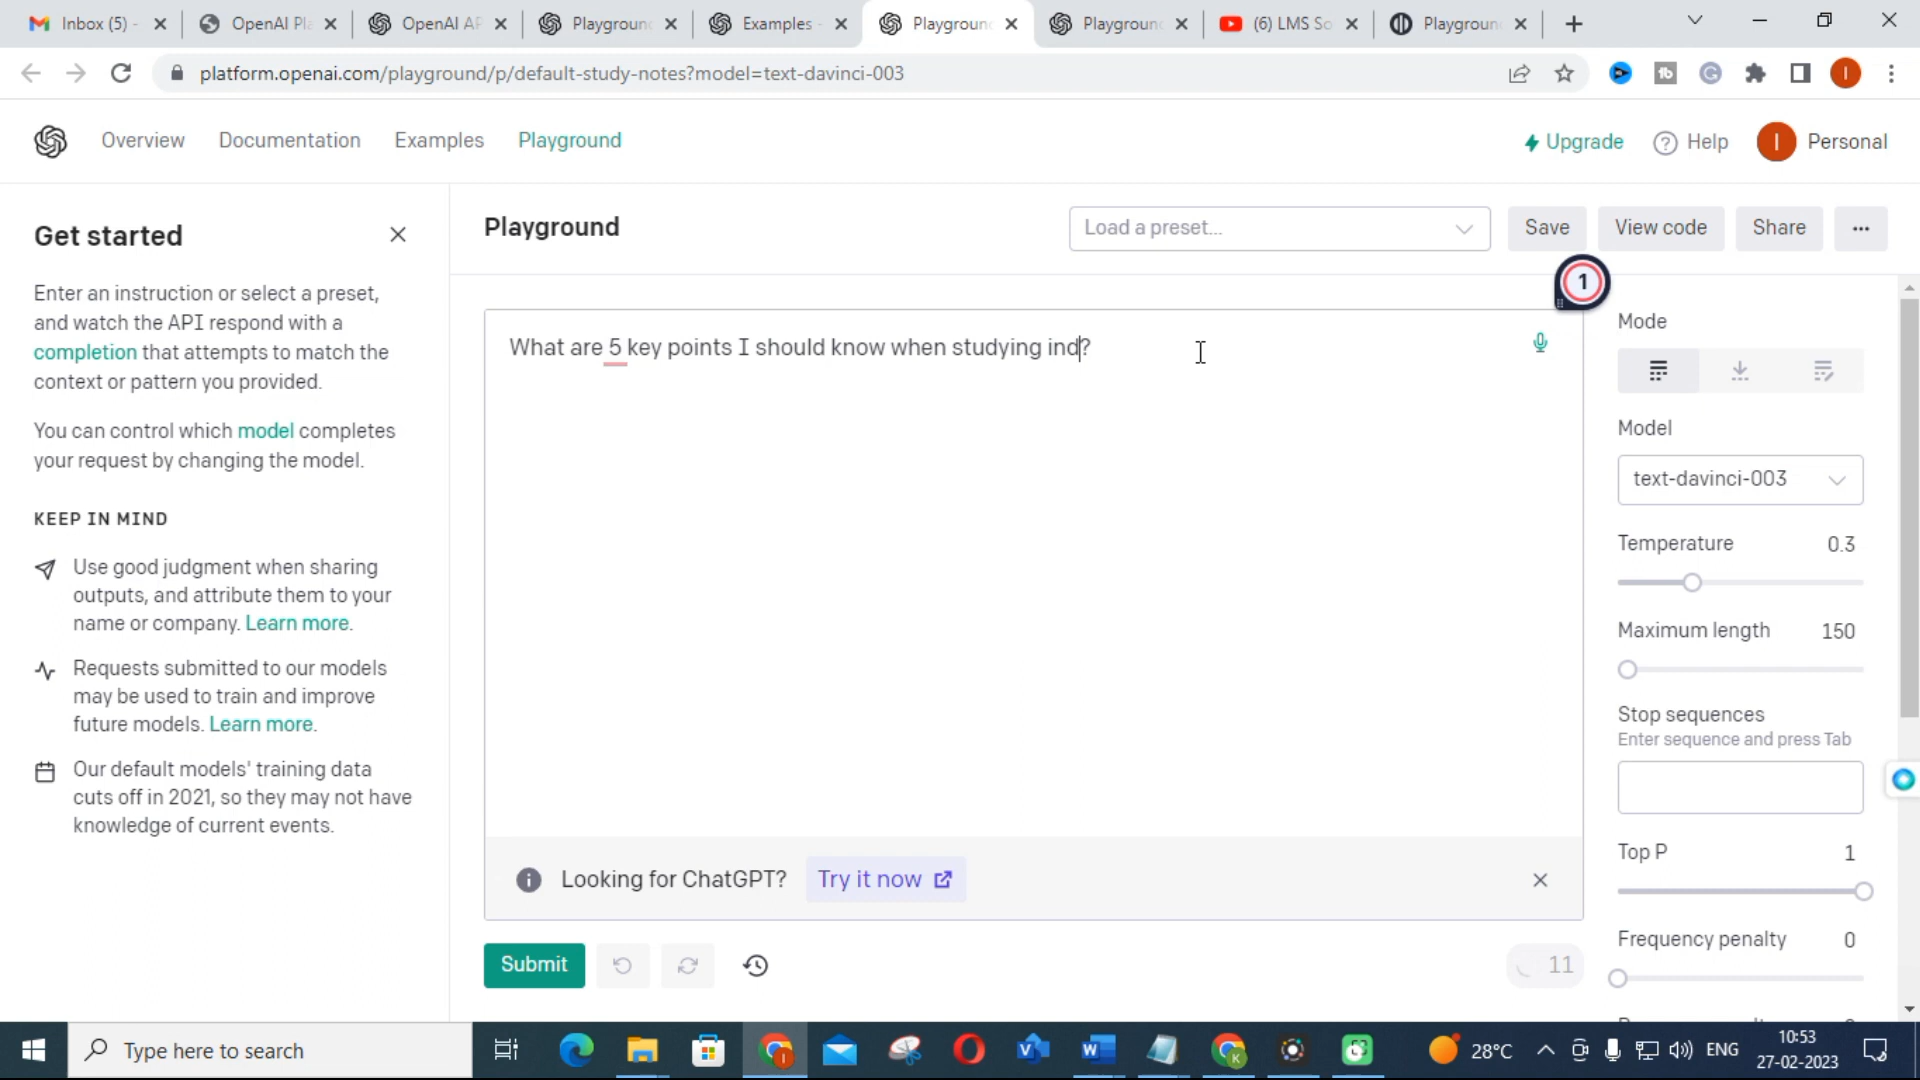 Inbox (5) -
OpenAI Pl
OpenAI AP
Playground
Examples -
Playground
Playground
(6) LMS So
Playground
platform.openai.com/playground/p/default-study-notes?model=text-davinci-003
Overview
Documentation
Examples
Playground
Upgrade
Help
I
Personal
Get started
Playground
Load a preset...
Save
View code
Share
...
1
Enter an instruction or select a preset,
and watch the API respond with a
completion that attempts to match the
context or pattern you provided.
You can control which model completes
your request by changing the model.
KEEP IN MIND
Use good judgment when sharing
outputs, and attribute them to your
name or company. Learn more.
Requests submitted to our models
may be used to train and improve
future models. Learn more.
Our default models' training data
cuts off in 2021, so they may not have
knowledge of current events.
What are 5 key points I should know when studying ind?
Looking for ChatGPT? Try it now
Submit
11
Mode
Model
text-davinci-003
Temperature 0.3
Maximum length 150
Stop sequences
Enter sequence and press Tab
Top P 1
Frequency penalty 0
Type here to search
28°C
ENG
10:53
27-02-2023